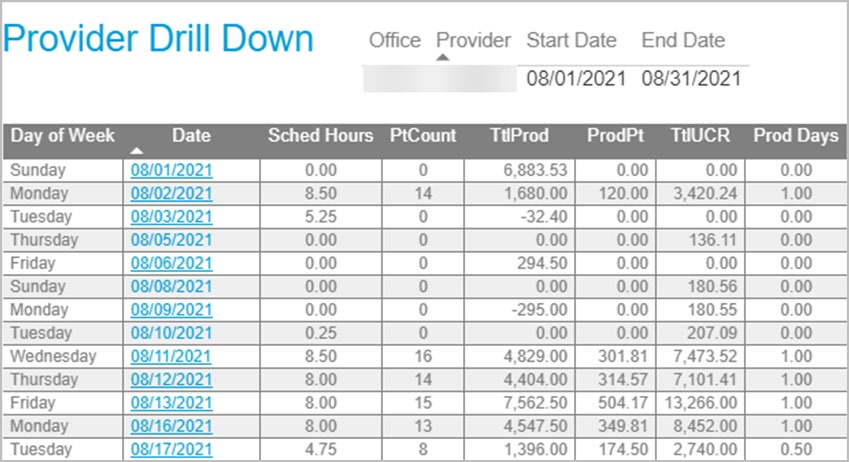 Provider Drill Down
Office Provider Start Date End Date
08/01/2021 08/31/2021
Day of Week Date Sched Hours PtCount TtlProd ProdPt TtlUCR Prod Days
Sunday 08/01/2021 0.00 0 6,883.53 0.00 0.00 0.00
Monday 08/02/2021 8.50 14 1,680.00 120.00 3,420.24 1.00
Tuesday 08/03/2021 5.25 0 -32.40 0.00 0.00 0.00
Thursday 08/05/2021 0.00 0 0.00 0.00 136.11 0.00
Friday 08/06/2021 0.00 0 294.50 0.00 0.00 0.00
Sunday 08/08/2021 0.00 0 0.00 0.00 180.56 0.00
Monday 08/09/2021 0.00 0 -295.00 0.00 180.55 0.00
Tuesday 08/10/2021 0.25 0 0.00 0.00 207.09 0.00
Wednesday 08/11/2021 8.50 16 4,829.00 301.81 7,473.52 1.00
Thursday 08/12/2021 8.00 14 4,404.00 314.57 7,101.41 1.00
Friday 08/13/2021 8.00 15 7,562.50 504.17 13,266.00 1.00
Monday 08/16/2021 8.00 13 4,547.50 349.81 8,452.00 1.00
Tuesday 08/17/2021 4.75 8 1,396.00 174.50 2,740.00 0.50